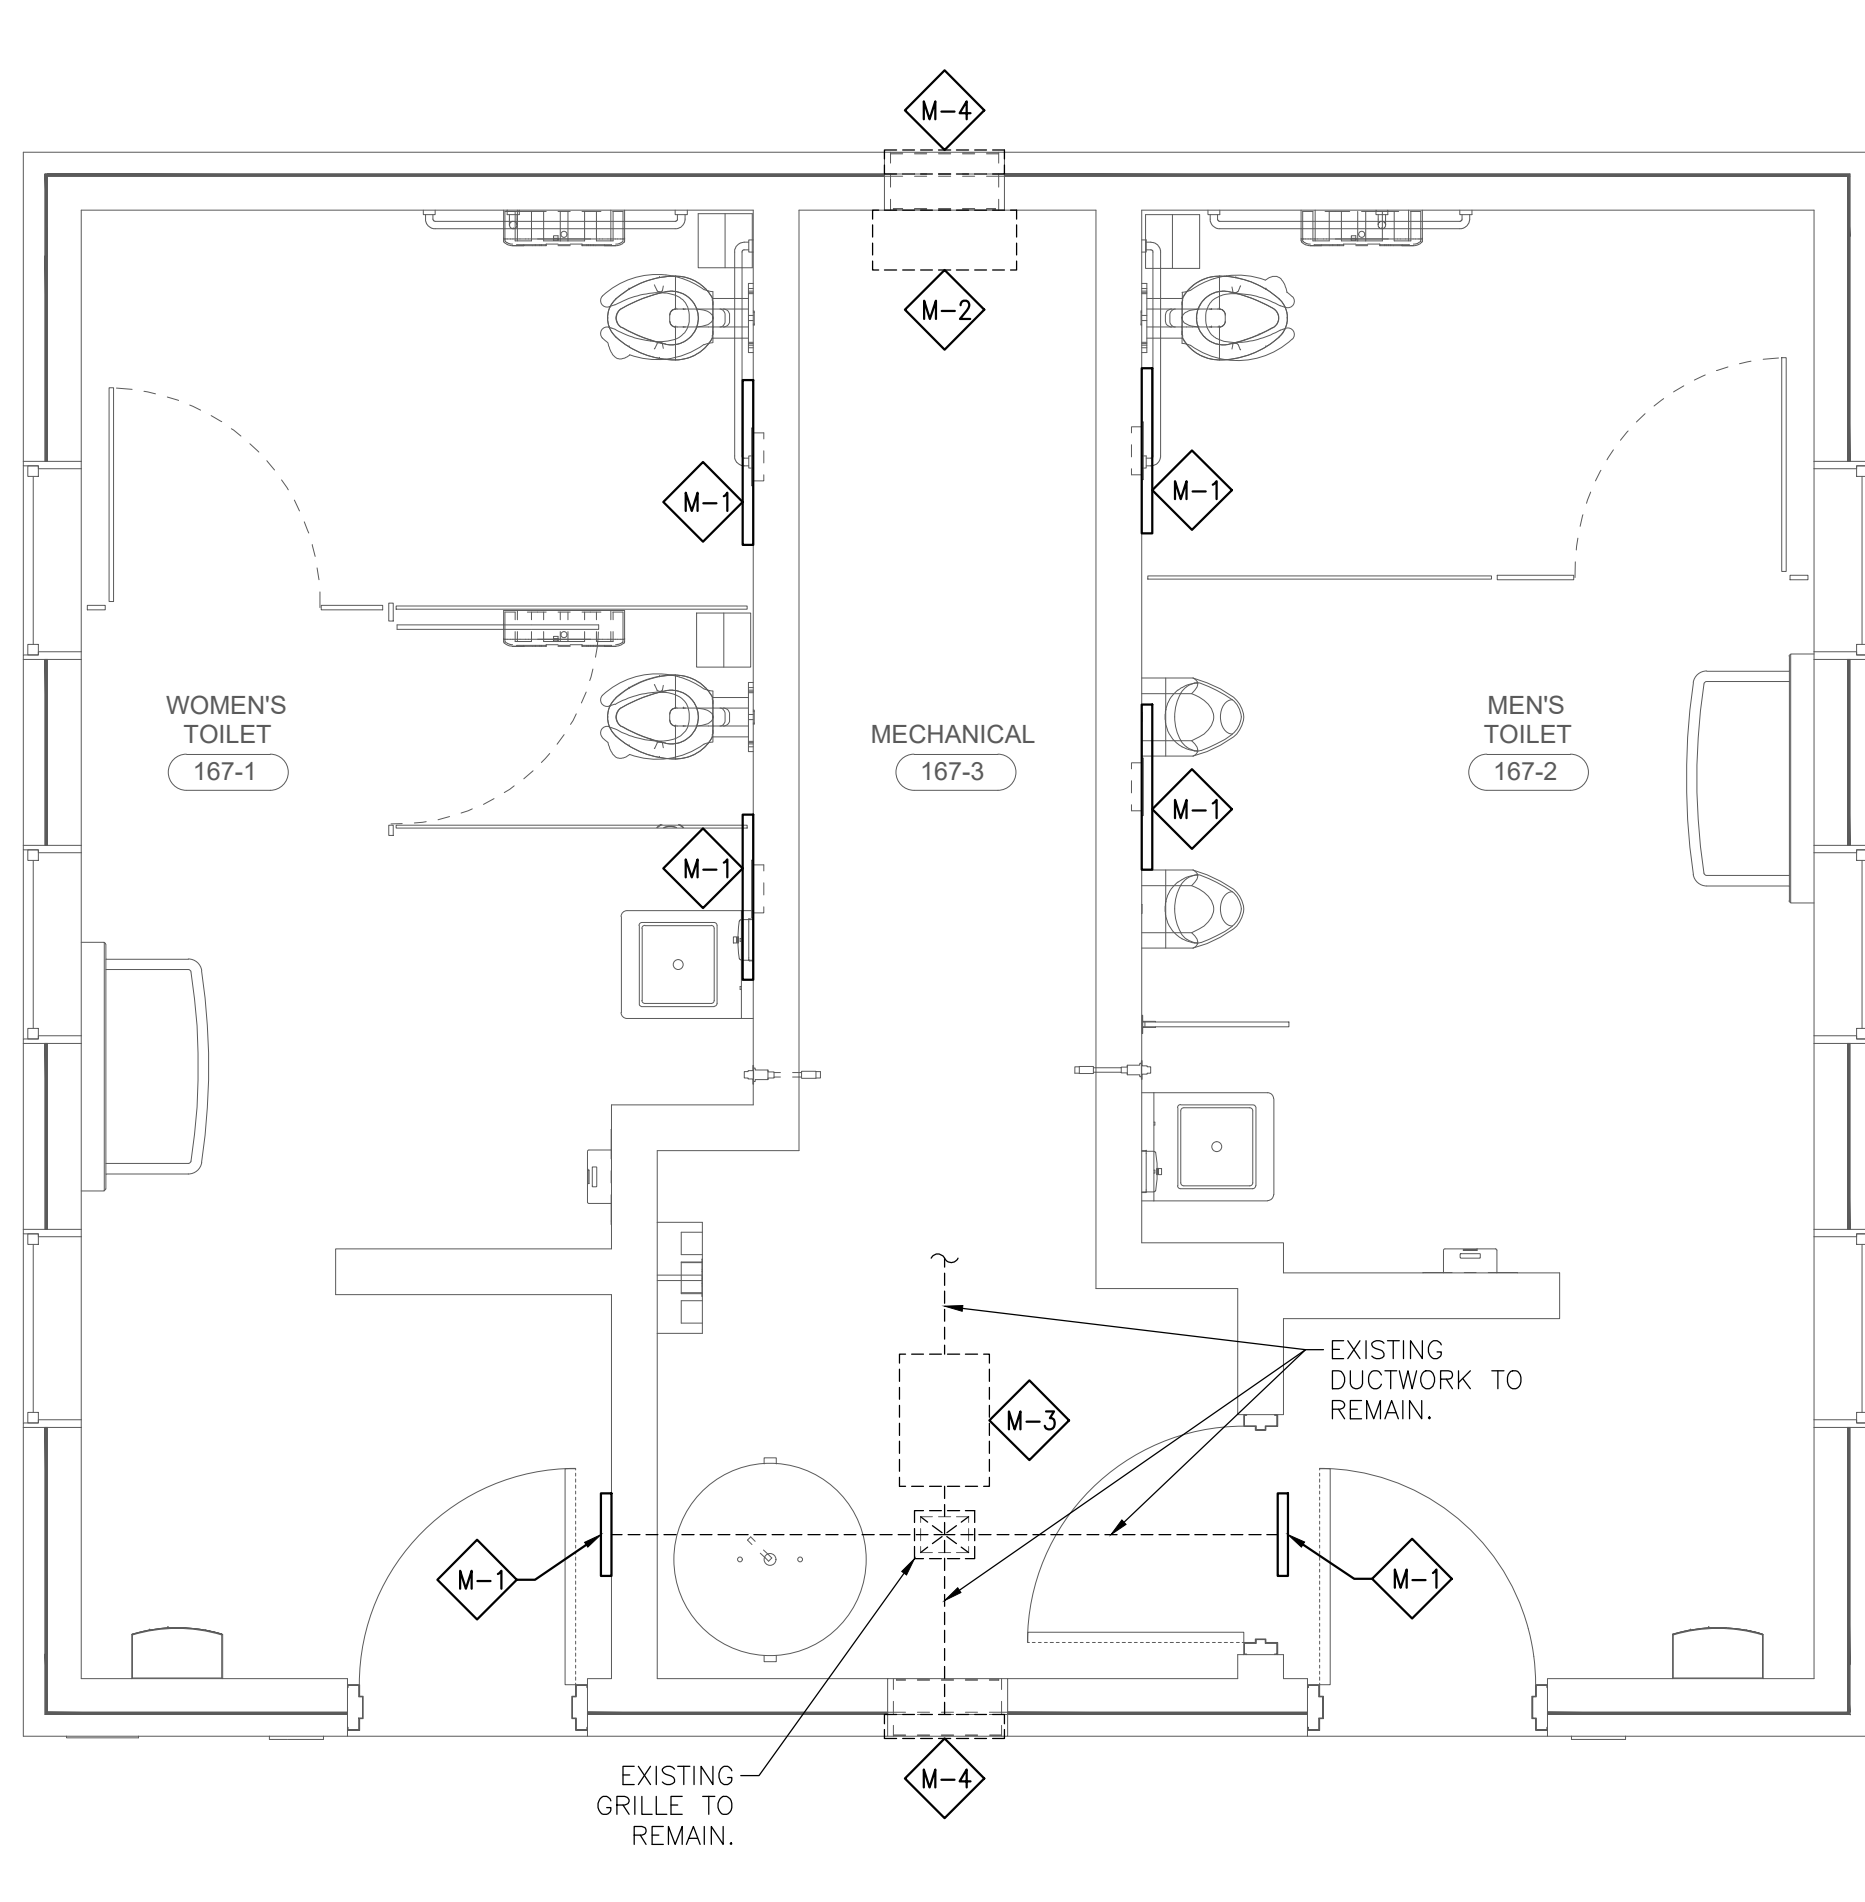 M-4
M-2
M-1
M-1
WOMEN'S
TOILET
167-1
MECHANICAL
167-3
MEN'S
TOILET
167-2
M-1
M-1
EXISTING
DUCTWORK TO
REMAIN.
M-3
M-1
M-1
EXISTING
GRILLE TO
REMAIN.
M-4